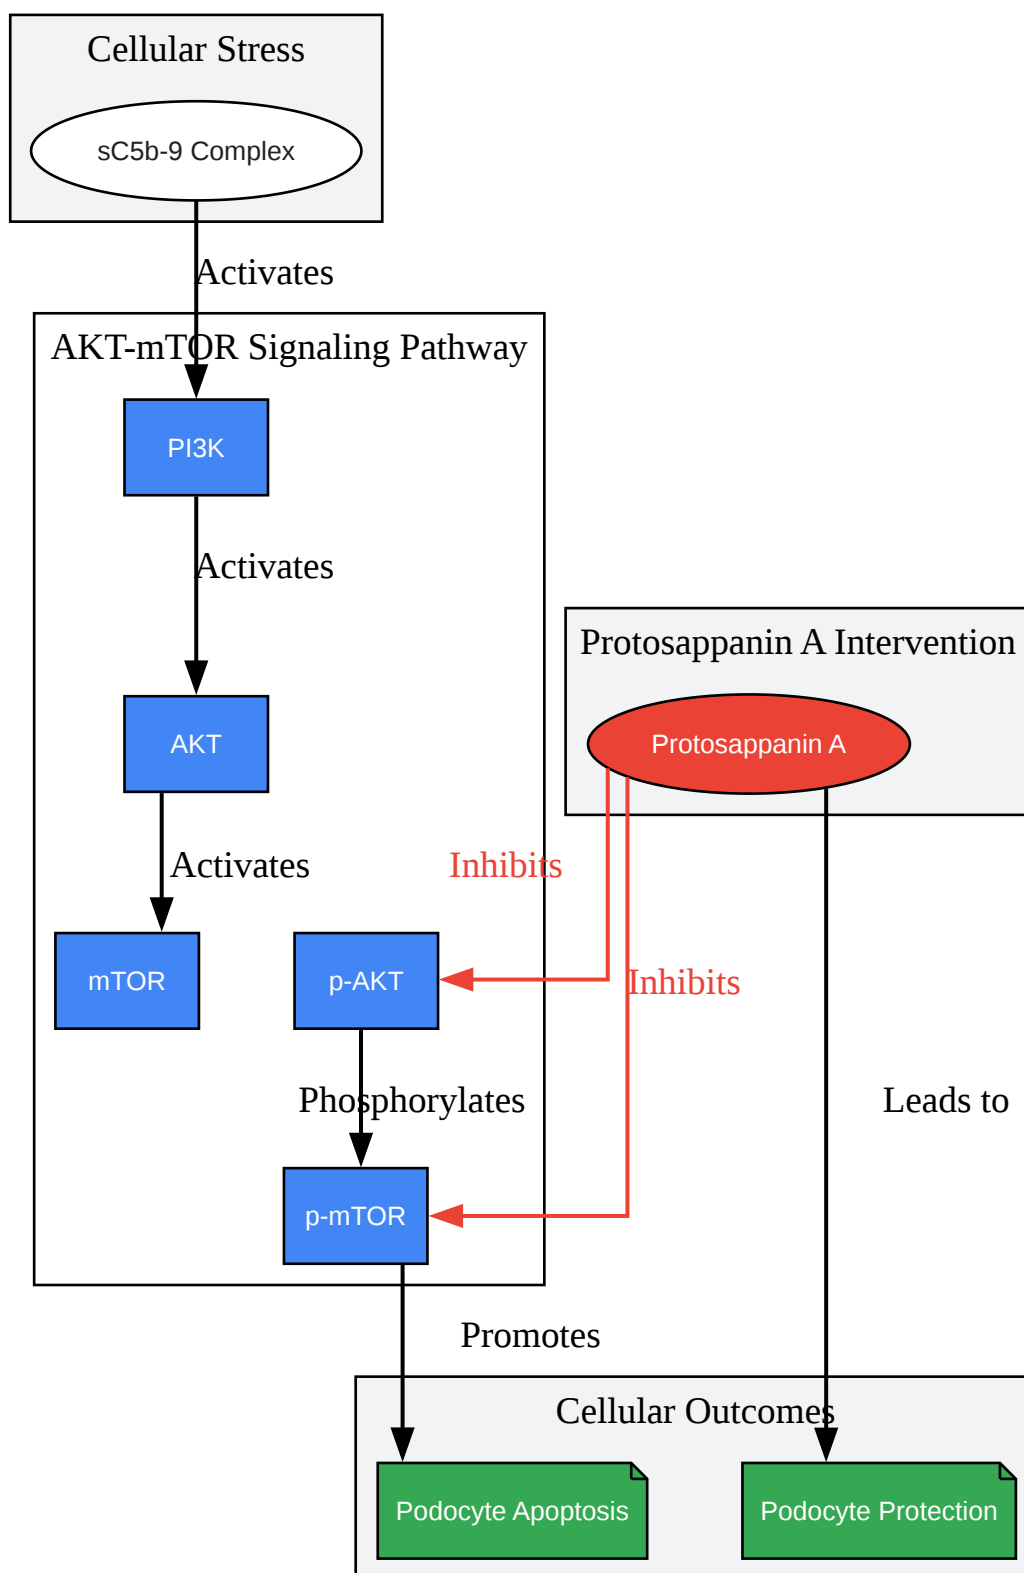 Cellular Stress
sC5b-9 Complex
Activates
AKT-mTOR Signaling Pathway
PI3K
Activates
Protosappanin A Intervention
AKT
Protosappanin A
Activates
Inhibits
mTOR
p-AKT
Inhibits
Phosphorylates
Leads to
p-mTOR
Promotes
Cellular Outcomes
Podocyte Apoptosis
Podocyte Protection